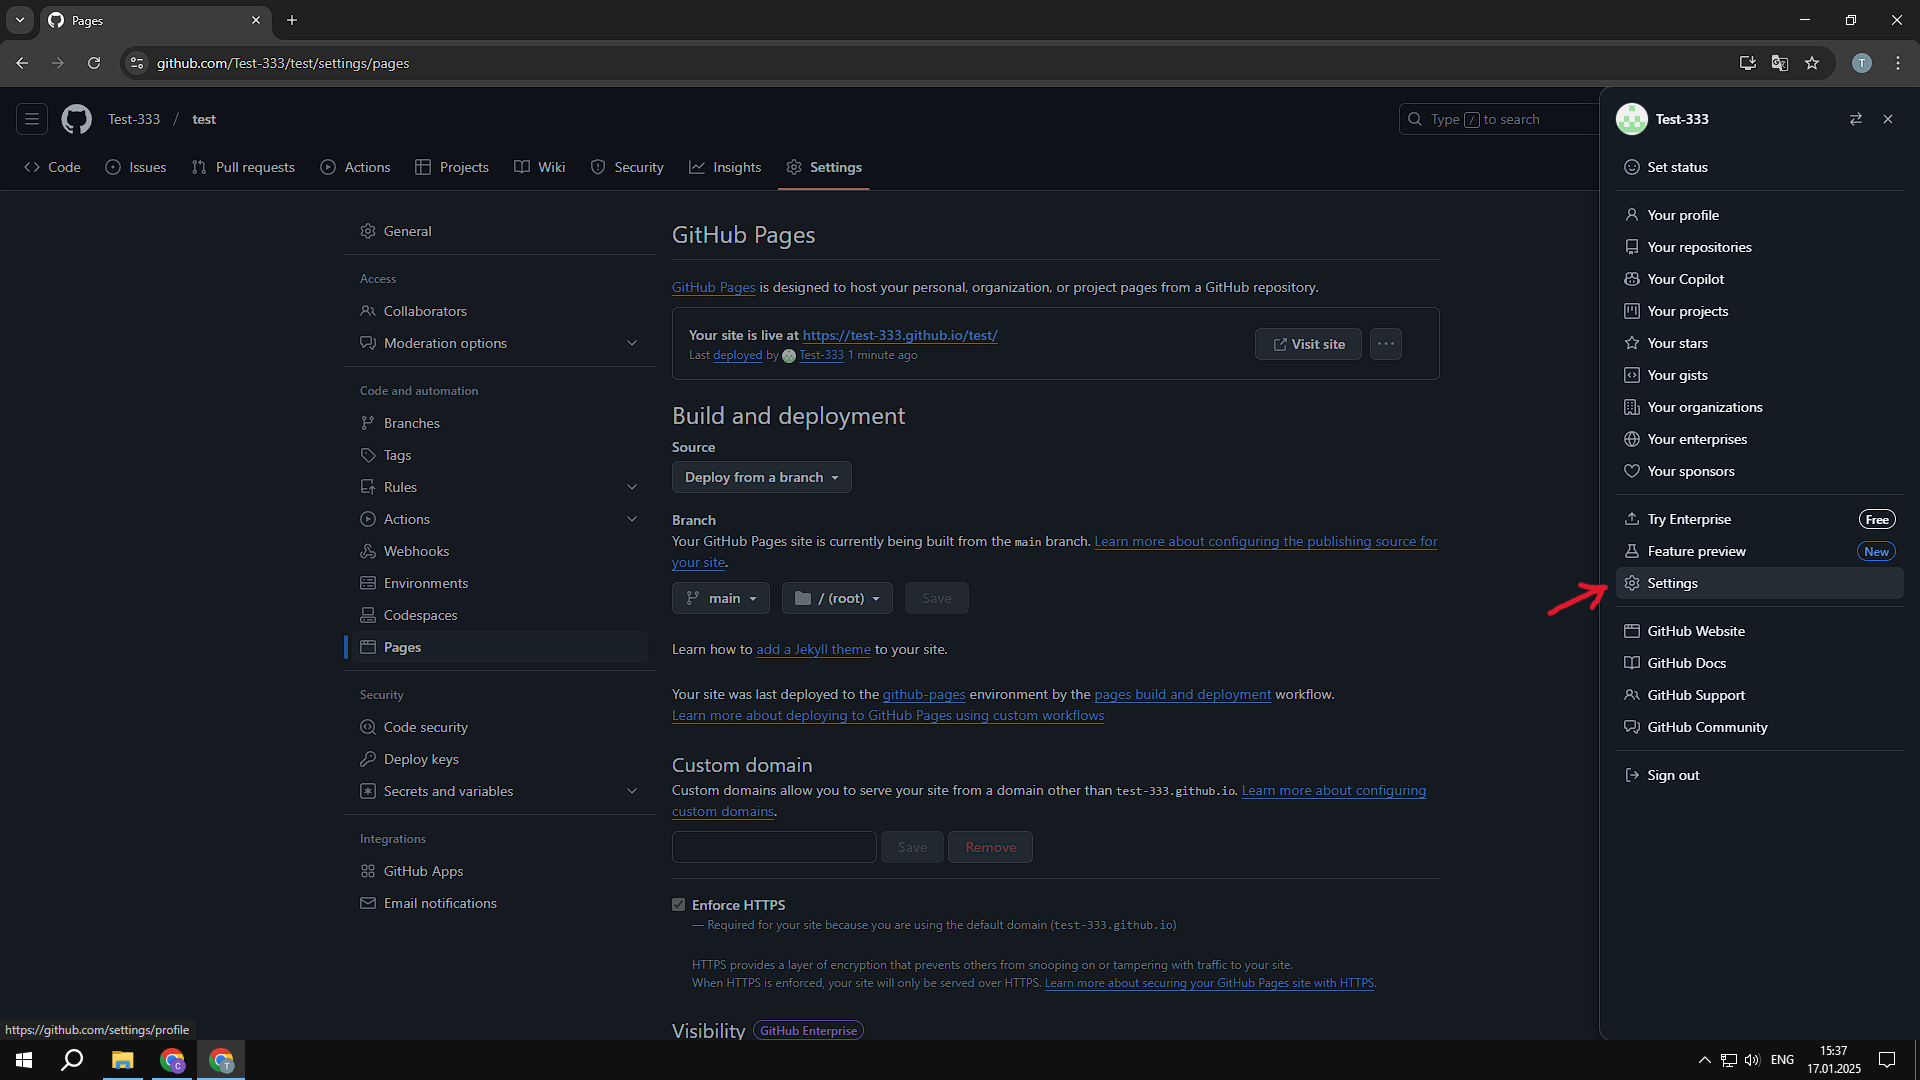 Pages
github.com/Test-333/test/settings/pages
T
Test-333 / test
Type / to search
Code
Issues
Pull requests
Actions
Projects
Wiki
Security
Insights
Settings
General
Access
Collaborators
Moderation options
Code and automation
Branches
Tags
Rules
Actions
Webhooks
Environments
Codespaces
Pages
Security
Code security
Deploy keys
Secrets and variables
Integrations
GitHub Apps
Email notifications
GitHub Pages
GitHub Pages is designed to host your personal, organization, or project pages from a GitHub repository.
Your site is live at https://test-333.github.io/test/
Last deployed by Test-333 1 minute ago
Visit site
Build and deployment
Source
Deploy from a branch
Branch
Your GitHub Pages site is currently being built from the main branch. Learn more about configuring the publishing source for
your site.
main
/ (root)
Save
Learn how to add a Jekyll theme to your site.
Your site was last deployed to the github-pages environment by the pages build and deployment workflow.
Learn more about deploying to GitHub Pages using custom workflows
Custom domain
Custom domains allow you to serve your site from a domain other than test-333.github.io. Learn more about configuring
custom domains.
Save
Remove
Enforce HTTPS
— Required for your site because you are using the default domain (test-333.github.io)
HTTPS provides a layer of encryption that prevents others from snooping on or tampering with traffic to your site.
When HTTPS is enforced, your site will only be served over HTTPS. Learn more about securing your GitHub Pages site with HTTPS.
Visibility GitHub Enterprise
Test-333
Set status
Your profile
Your repositories
Your Copilot
Your projects
Your stars
Your gists
Your organizations
Your enterprises
Your sponsors
Try Enterprise Free
Feature preview New
Settings
GitHub Website
GitHub Docs
GitHub Support
GitHub Community
Sign out
https://github.com/settings/profile
C
T
ENG
15:37
17.01.2025